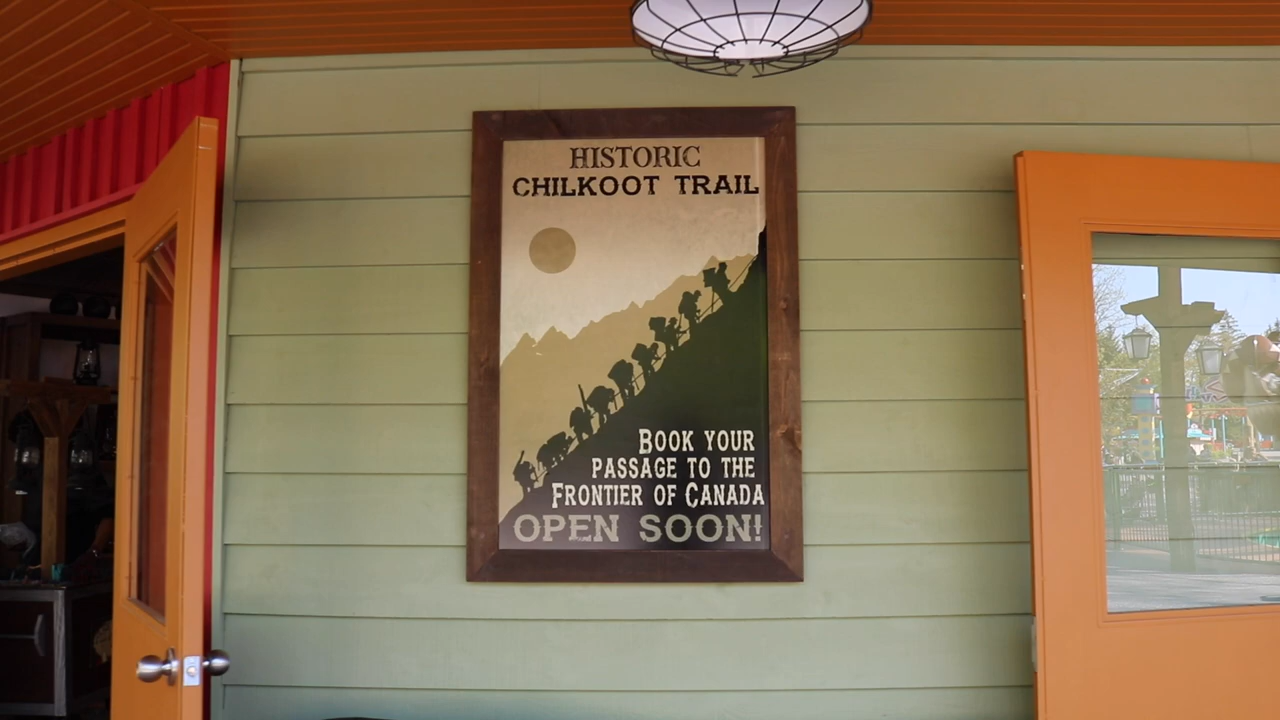 HISTORIC
CHILKOOT TRAIL
BOOK YOUR
PASSAGE TO THE
FRONTIER OF CANADA
OPEN SOON!